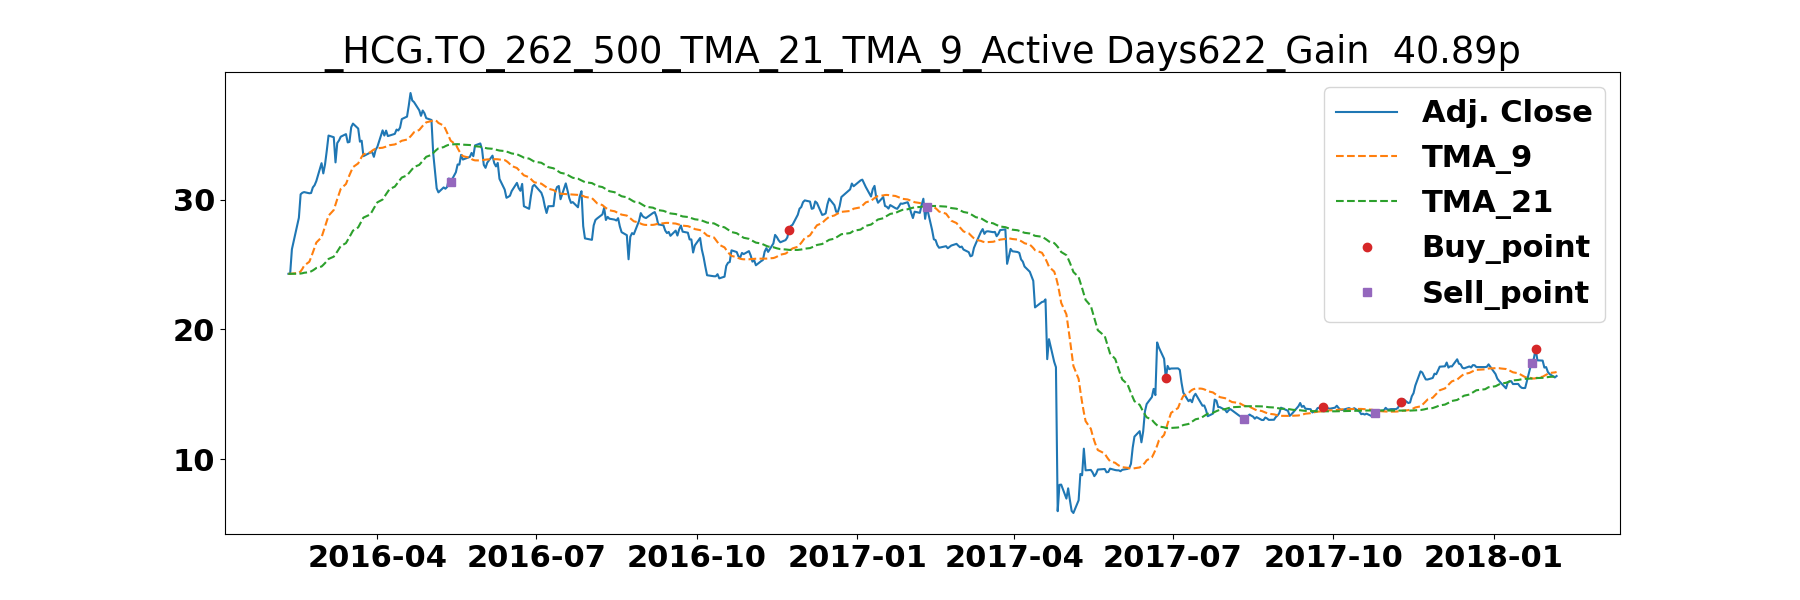 _HCG.TO_262_500_TMA_21_TMA_9_Active Days622_Gain  40.89p
Adj. Close
TMA_9
TMA_21
Buy_point
Sell_point
30
20
10
2016-04 2016-07 2016-10 2017-01 2017-04 2017-07 2017-10 2018-01